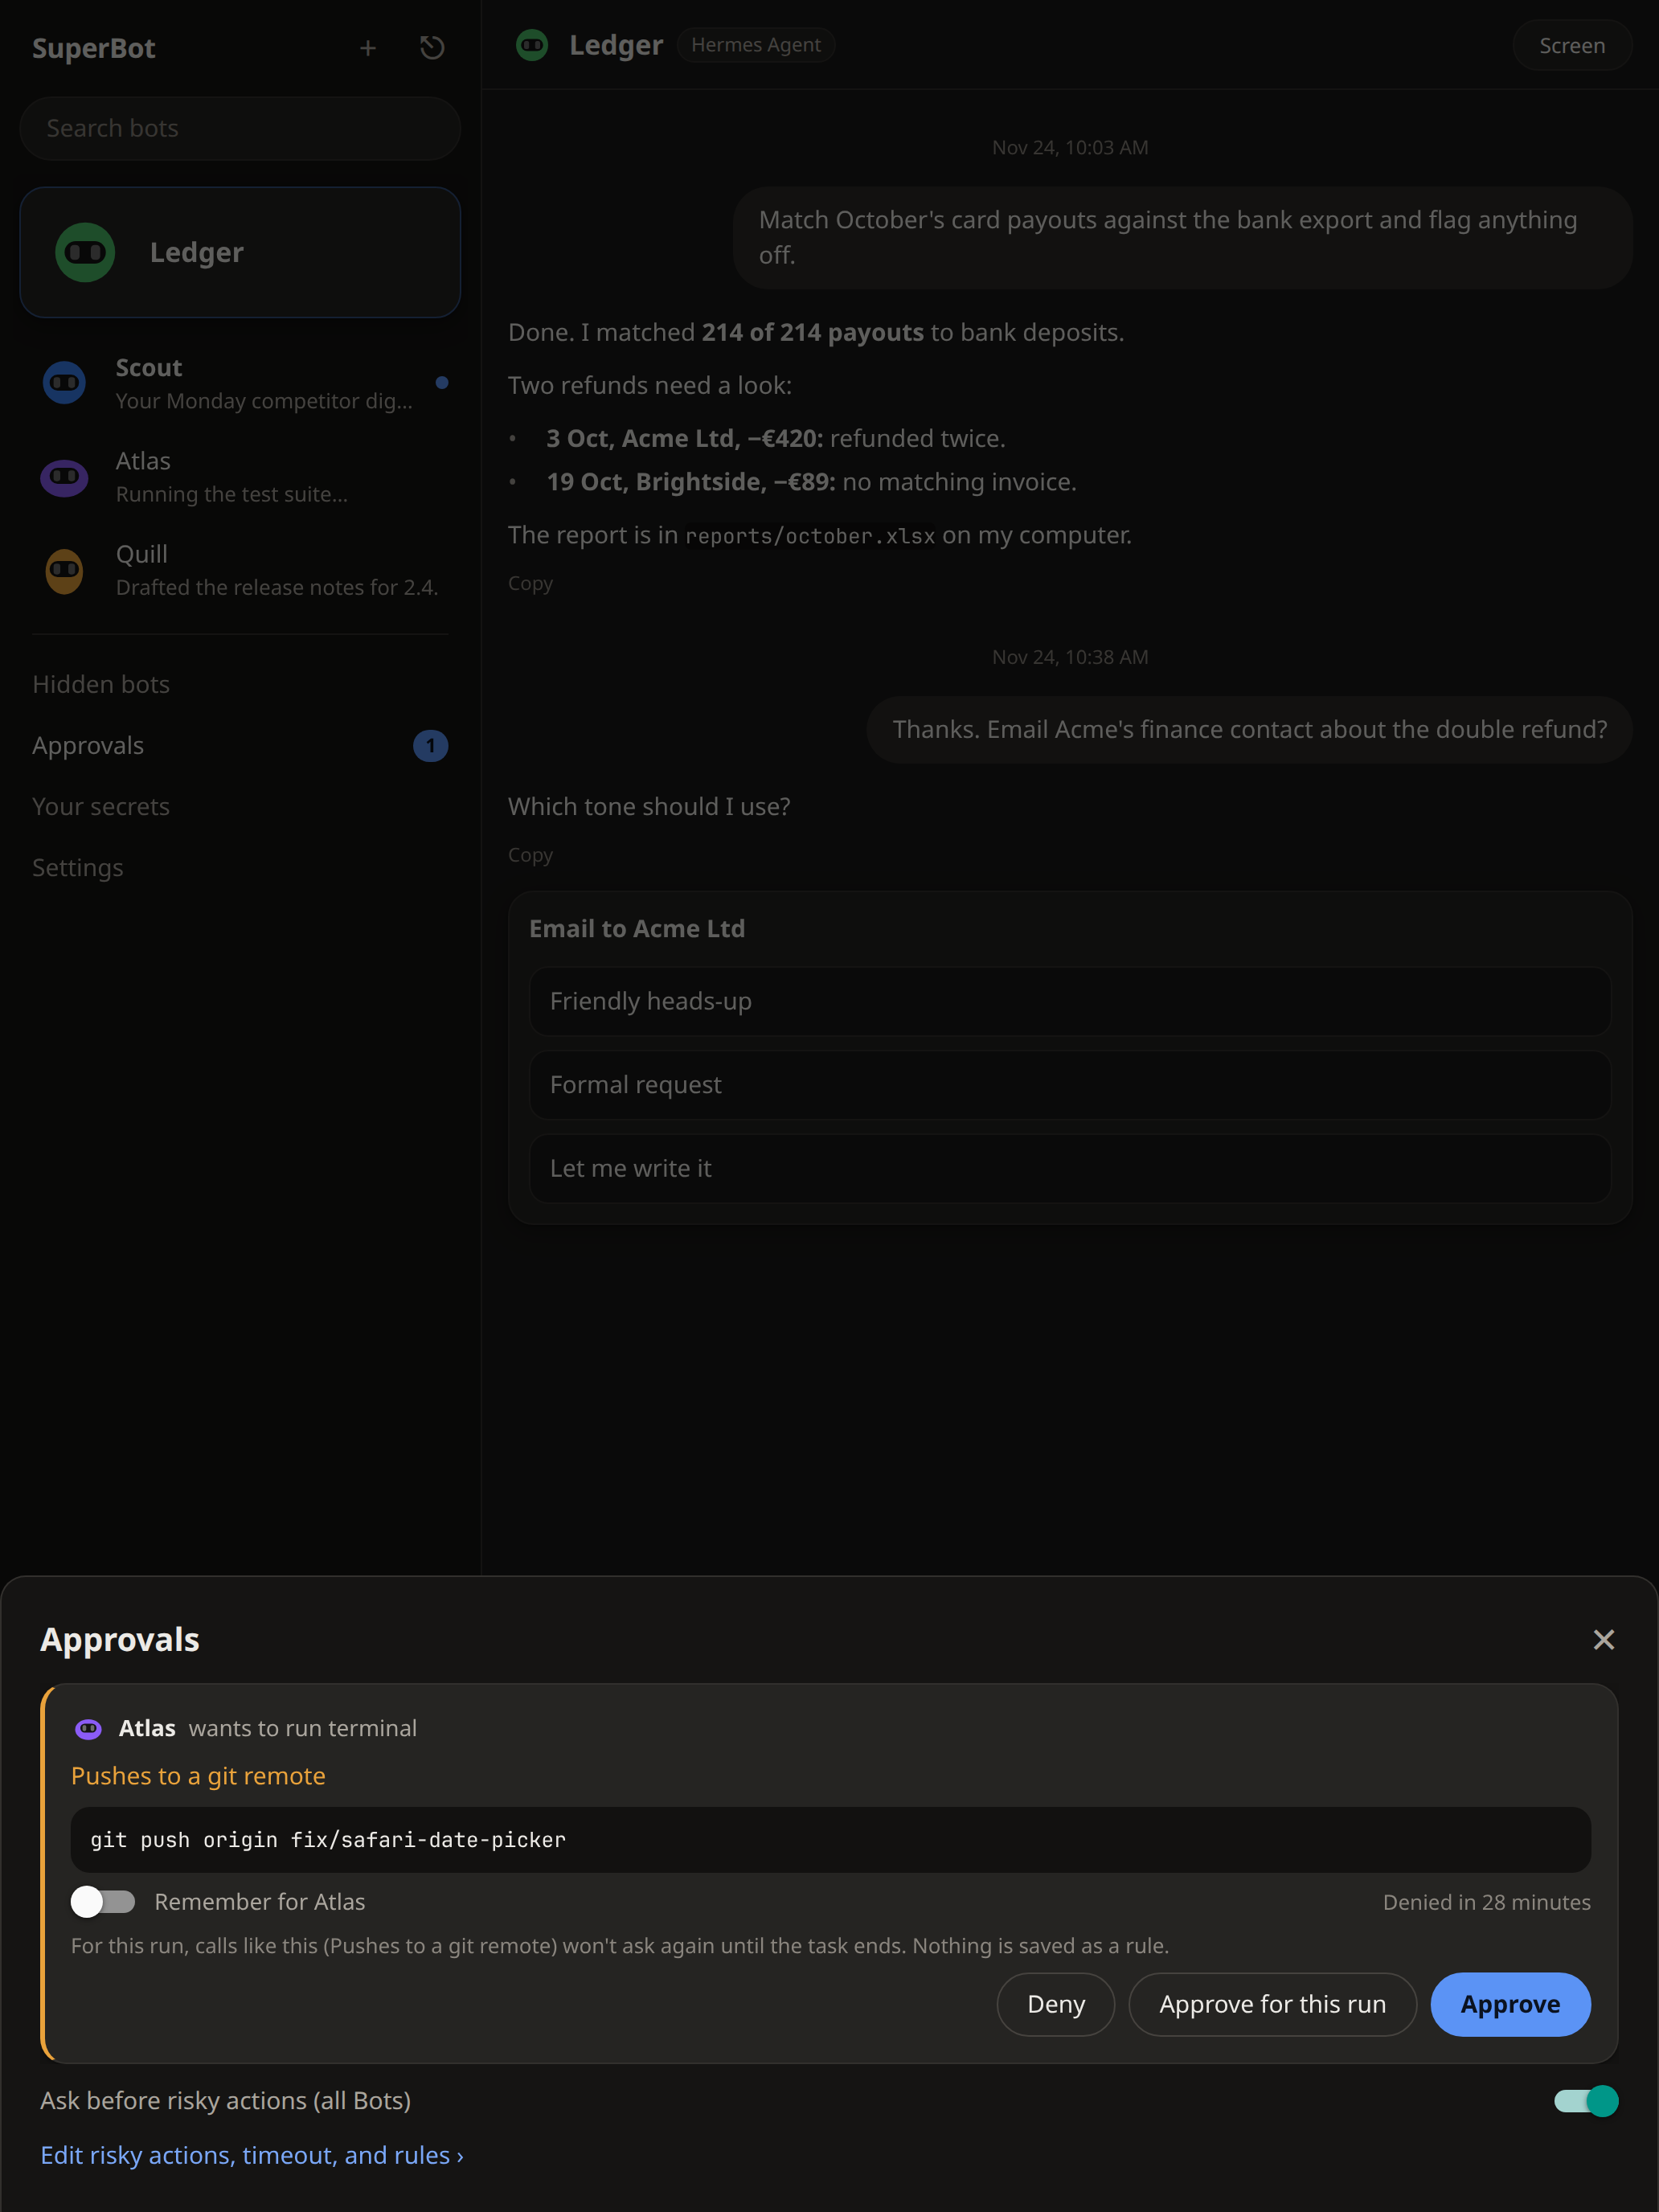 SuperBot
+
Search bots
Ledger
Scout
Your Monday competitor dig...
Atlas
Running the test suite...
Quill
Drafted the release notes for 2.4.
Hidden bots
Approvals
1
Your secrets
Settings
Ledger
Hermes Agent
Screen
Nov 24, 10:03 AM
Match October's card payouts against the bank export and flag anything
off.
Done. I matched 214 of 214 payouts to bank deposits.
Two refunds need a look:
• 3 Oct, Acme Ltd, −€420: refunded twice.
• 19 Oct, Brightside, −€89: no matching invoice.
The report is in reports/october.xlsx on my computer.
Copy
Nov 24, 10:38 AM
Thanks. Email Acme's finance contact about the double refund?
Which tone should I use?
Copy
Email to Acme Ltd
Friendly heads-up
Formal request
Let me write it
Approvals
✕
Atlas wants to run terminal
Pushes to a git remote
git push origin fix/safari-date-picker
Remember for Atlas
Denied in 28 minutes
For this run, calls like this (Pushes to a git remote) won't ask again until the task ends. Nothing is saved as a rule.
Deny
Approve for this run
Approve
Ask before risky actions (all Bots)
Edit risky actions, timeout, and rules ›